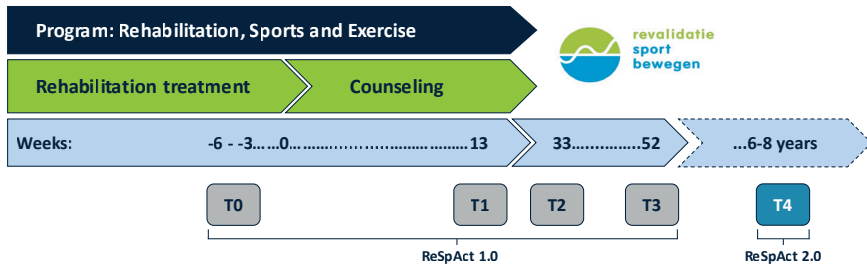 Program: Rehabilitation, Sports and Exercise
revalidatie
sport
bewegen
Rehabilitation treatment
Counseling
Weeks: -6 - -3......0................................................13 33................52 ...6-8 years
T0 T1 T2 T3 T4
ReSpAct 1.0 ReSpAct 2.0